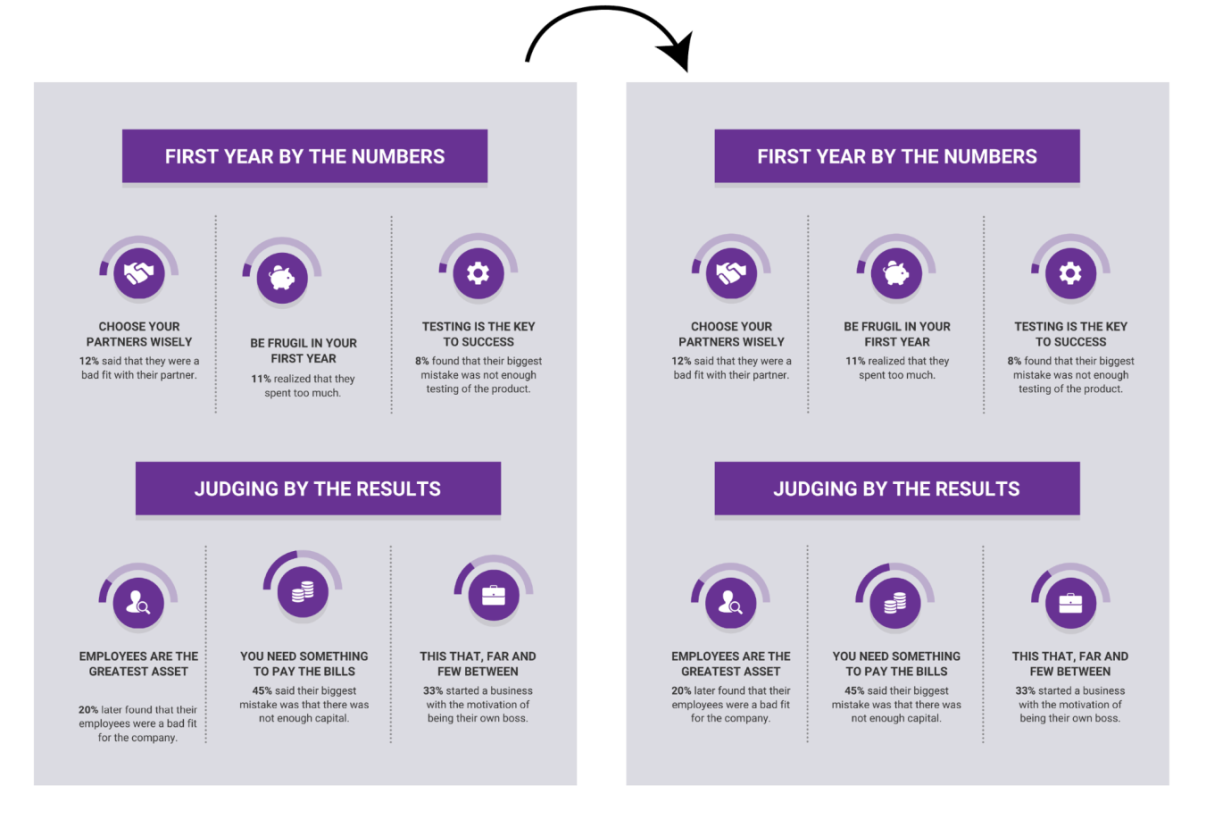 FIRST YEAR BY THE NUMBERS
CHOOSE YOUR
PARTNERS WISELY
12% said that they were a
bad fit with their partner.
BE FRUGIL IN YOUR
FIRST YEAR
11% realized that they
spent too much.
TESTING IS THE KEY
TO SUCCESS
8% found that their biggest
mistake was not enough
testing of the product.
JUDGING BY THE RESULTS
EMPLOYEES ARE THE
GREATEST ASSET
20% later found that their
employees were a bad fit
for the company.
YOU NEED SOMETHING
TO PAY THE BILLS
45% said their biggest
mistake was that there was
not enough capital.
THIS THAT, FAR AND
FEW BETWEEN
33% started a business
with the motivation of
being their own boss.
FIRST YEAR BY THE NUMBERS
CHOOSE YOUR
PARTNERS WISELY
12% said that they were a
bad fit with their partner.
BE FRUGIL IN YOUR
FIRST YEAR
11% realized that they
spent too much.
TESTING IS THE KEY
TO SUCCESS
8% found that their biggest
mistake was not enough
testing of the product.
JUDGING BY THE RESULTS
EMPLOYEES ARE THE
GREATEST ASSET
20% later found that their
employees were a bad fit
for the company.
YOU NEED SOMETHING
TO PAY THE BILLS
45% said their biggest
mistake was that there was
not enough capital.
THIS THAT, FAR AND
FEW BETWEEN
33% started a business
with the motivation of
being their own boss.